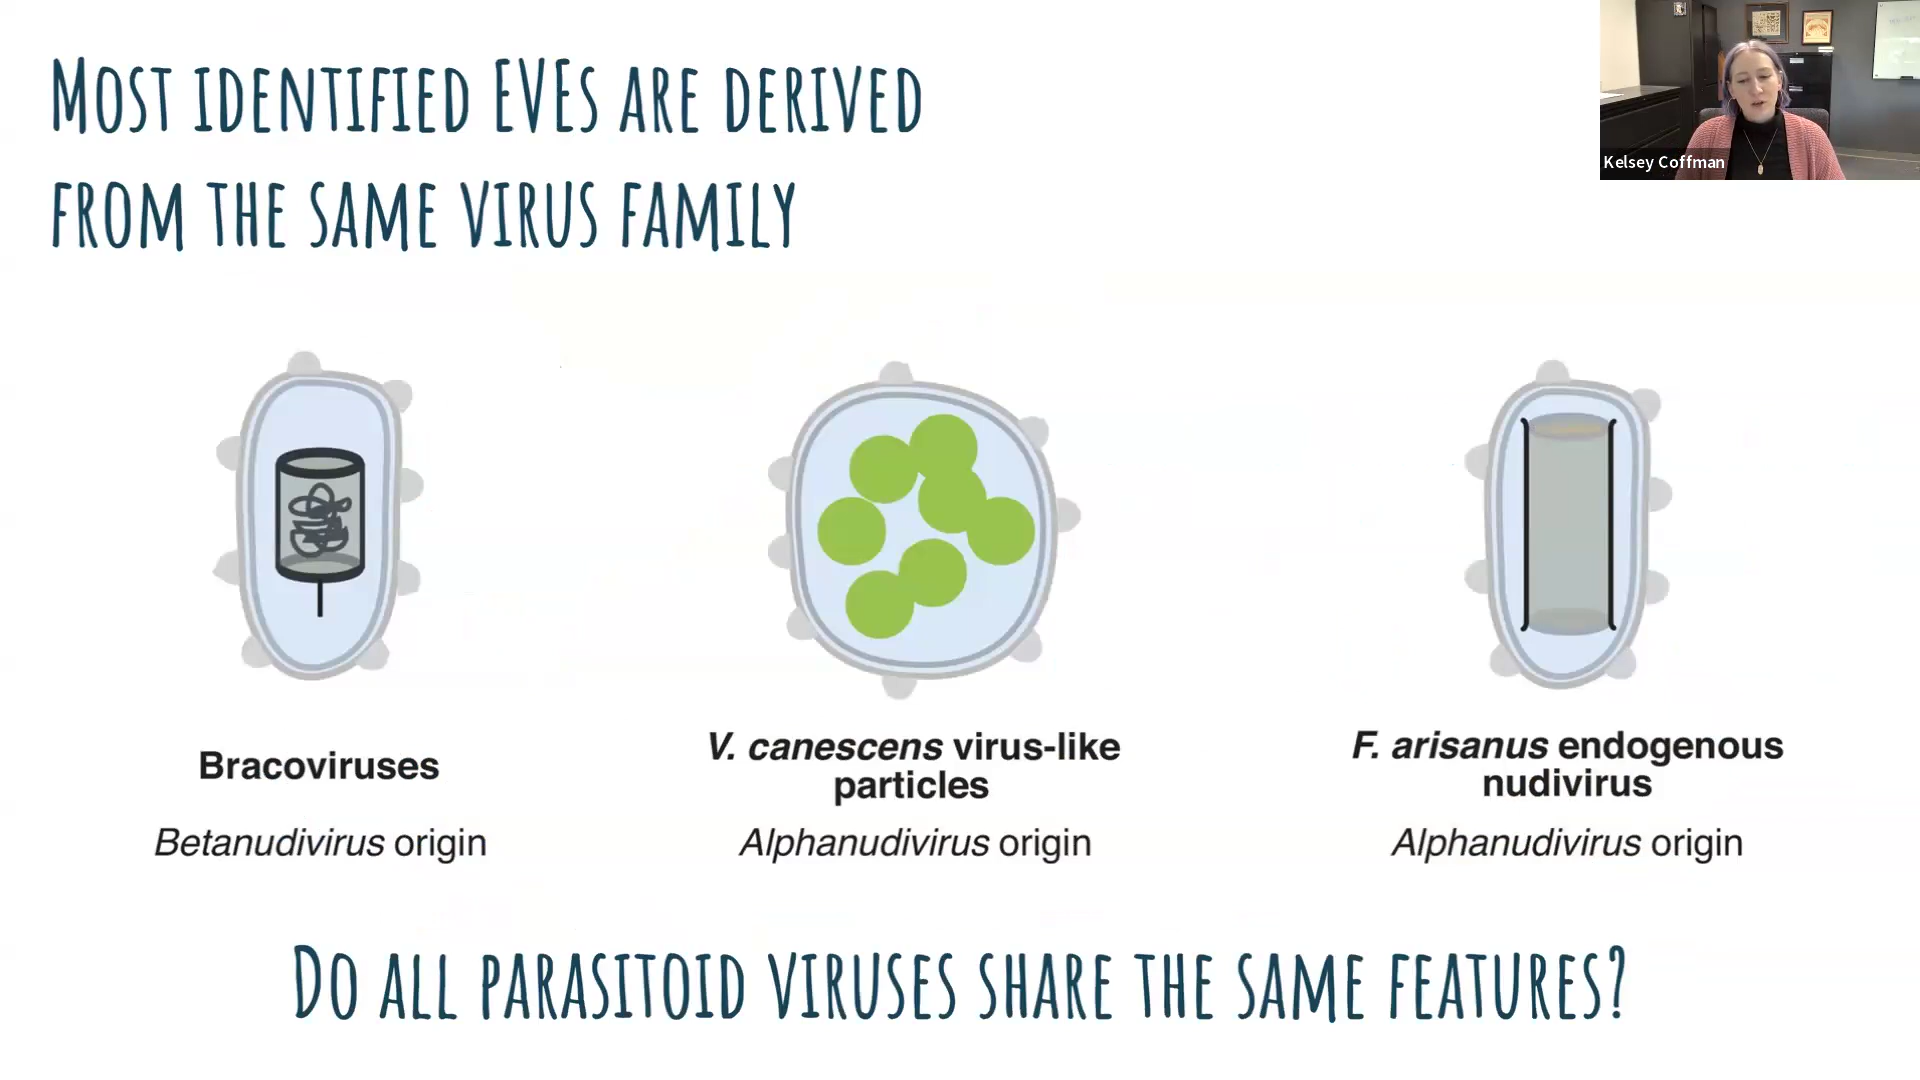 Most identified EVEs are derived
from the same virus family
Kelsey Coffman
Bracoviruses
Betanudivirus origin
V. canescens virus-like
particles
Alphanudivirus origin
F. arisanus endogenous
nudivirus
Alphanudivirus origin
Do all parasitoid viruses share the same features?